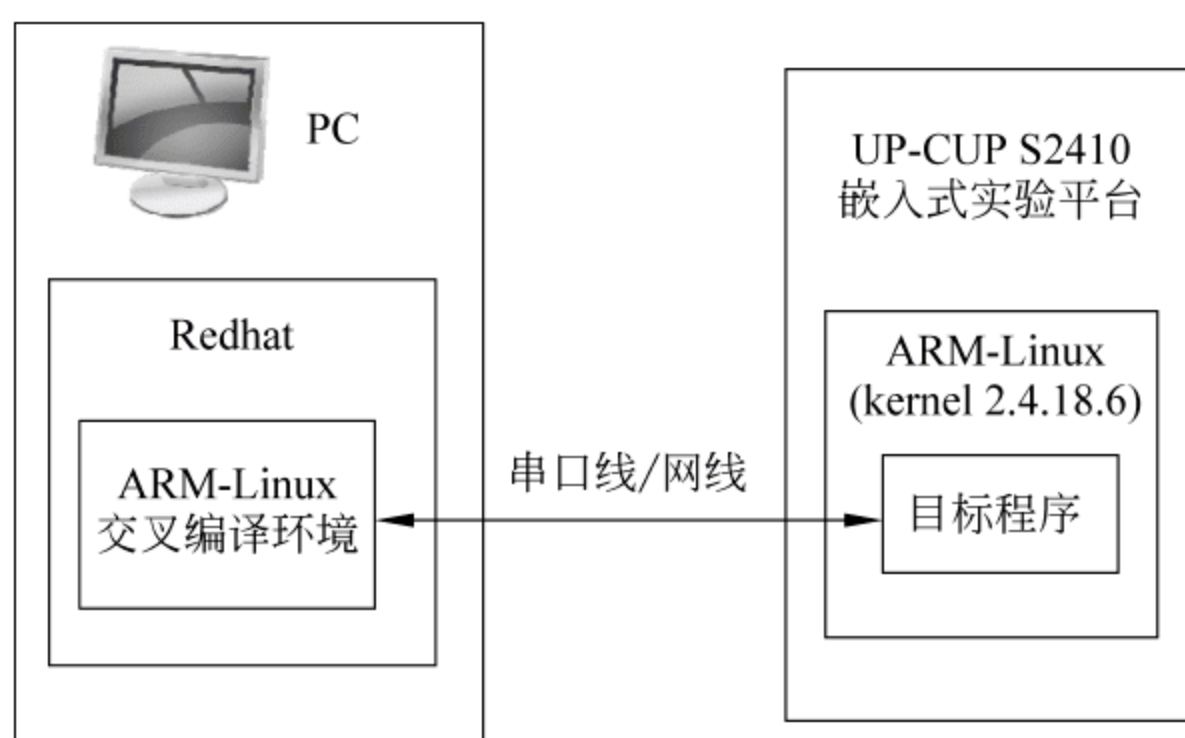 PC
Redhat
ARM-Linux
交叉编译环境
串口线/网线
UP-CUP S2410
嵌入式实验平台
ARM-Linux
(kernel 2.4.18.6)
目标程序